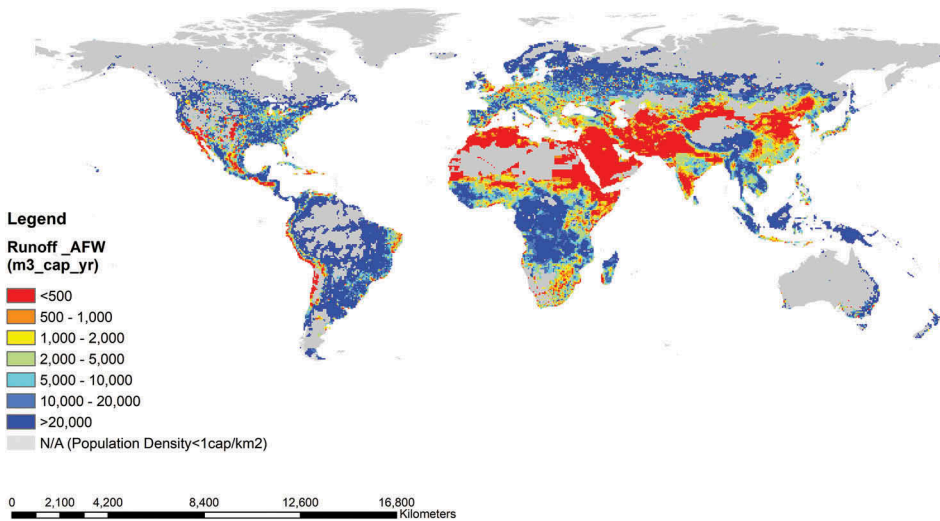 Legend
Runoff _AFW
(m3_cap_yr)
<500
500 - 1,000
1,000 - 2,000
2,000 - 5,000
5,000 - 10,000
10,000 - 20,000
>20,000
N/A (Population Density<1cap/km2)
0 2,100 4,200 8,400 12,600 16,800
Kilometers